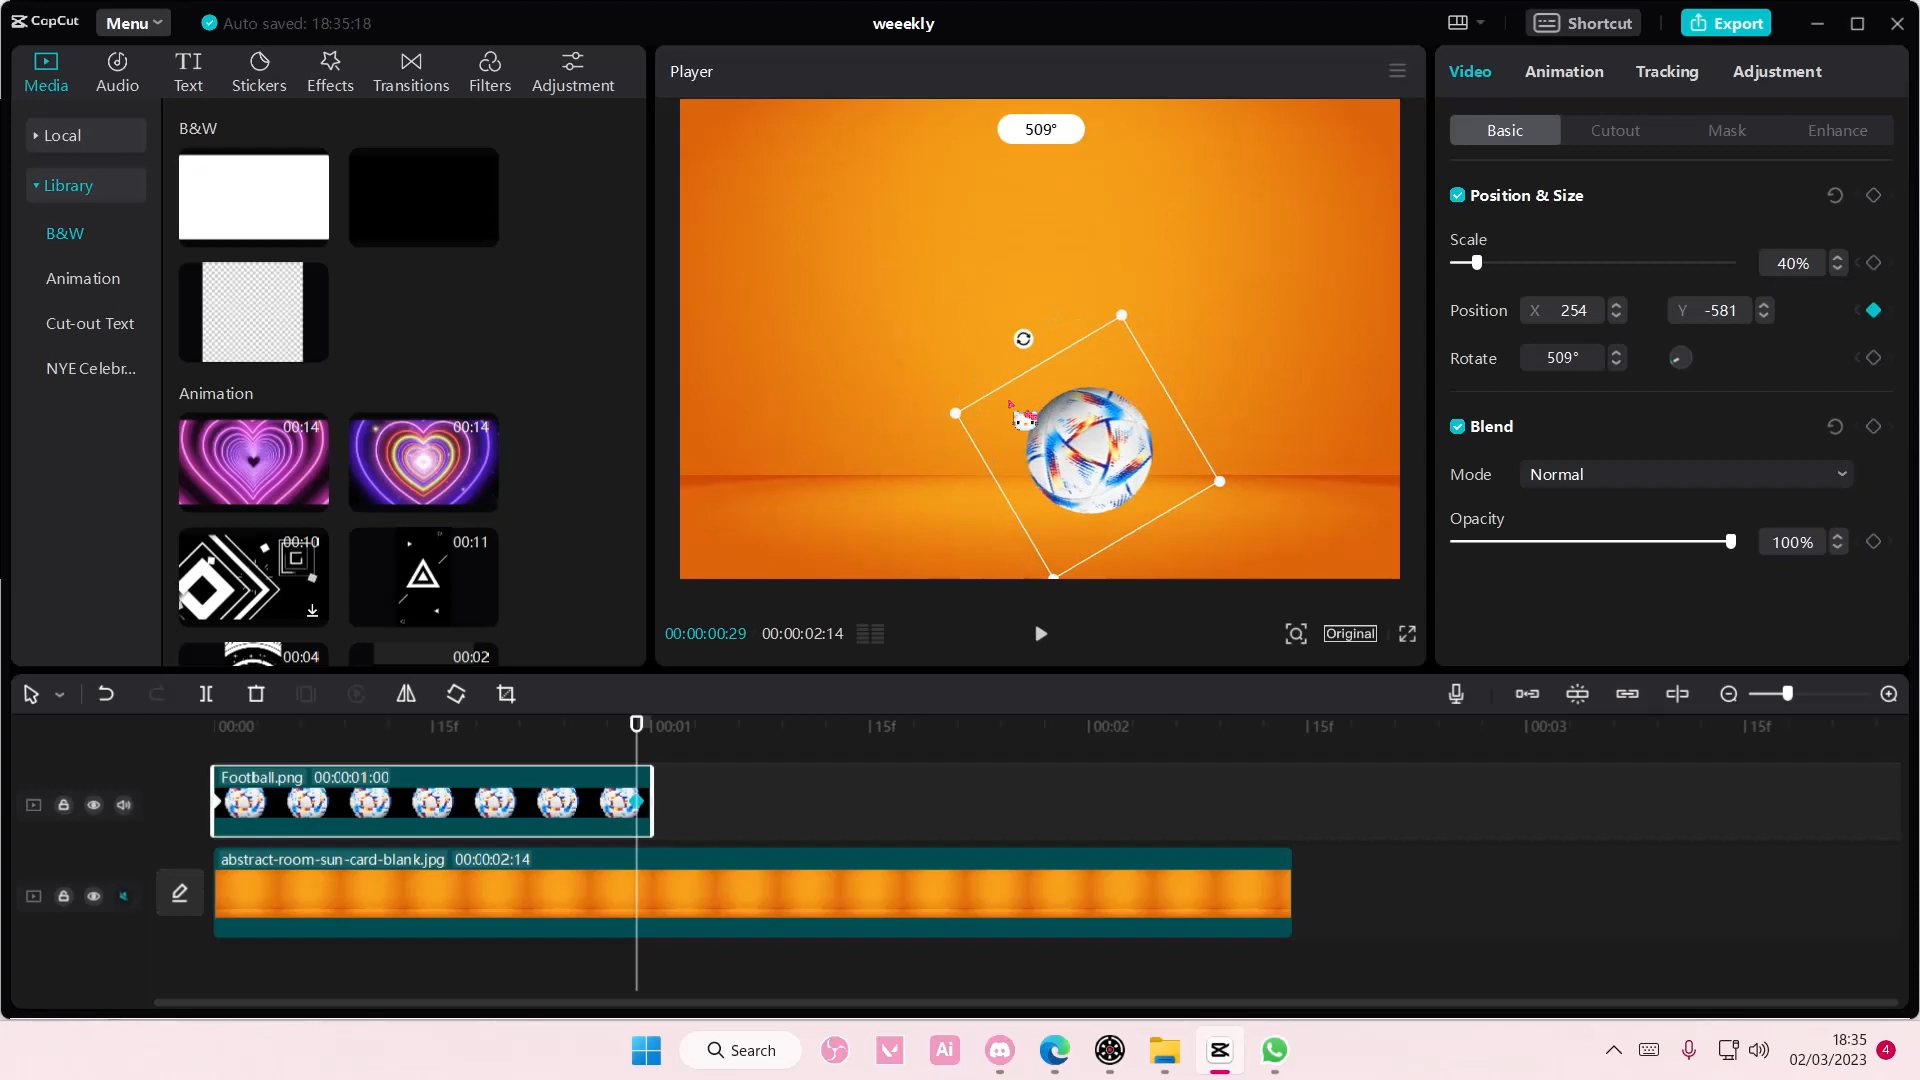 CapCut
Menu
Auto saved: 18:35:18
weeekly
Shortcut
Export
Media
Audio
TI
Text
Stickers
Effects
Transitions
Filters
Adjustment
Local
Library
B&W
Animation
Cut-out Text
NYE Celebr...
B&W
Animation
00:14
00:14
00:10
00:11
00:04
00:02
Player
509°
00:00:00:29
00:00:02:14
Original
Video
Animation
Tracking
Adjustment
Basic
Cutout
Mask
Enhance
Position & Size
Scale
40%
Position
X 254
Y -581
Rotate
509°
Blend
Mode
Normal
Opacity
100%
00:00
15f
00:01
15f
00:02
15f
00:03
15f
Football.png 00:00:01:00
abstract-room-sun-card-blank.jpg 00:00:02:14
Search
Ai
18:35
02/03/2023
4